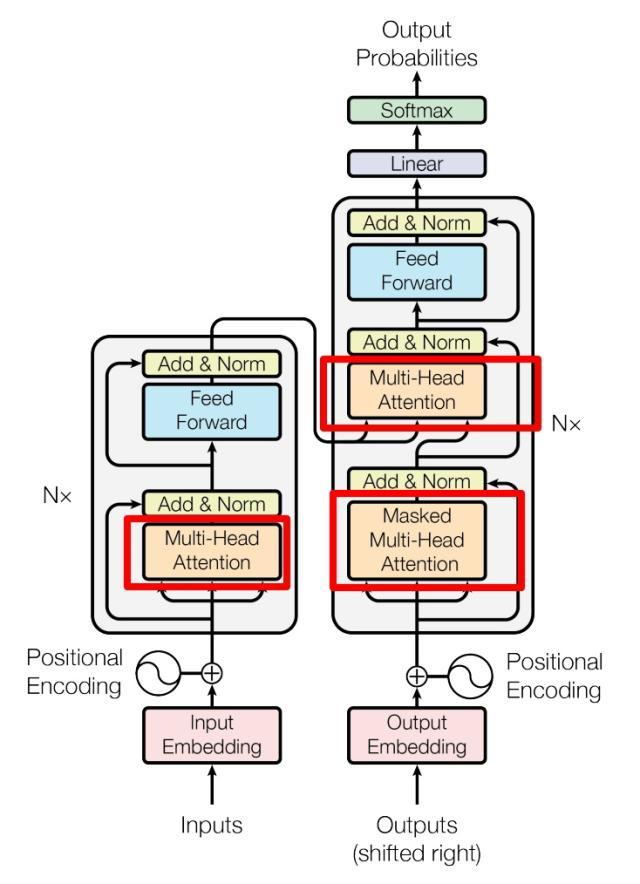 Output
Probabilities
Softmax
Linear
Add & Norm
Feed
Forward
Add & Norm
Multi-Head
Attention
N×
Add & Norm
Masked
Multi-Head
Attention
Add & Norm
Feed
Forward
N×
Add & Norm
Multi-Head
Attention
Positional
Encoding
Positional
Encoding
Input
Embedding
Output
Embedding
Inputs
Outputs
(shifted right)